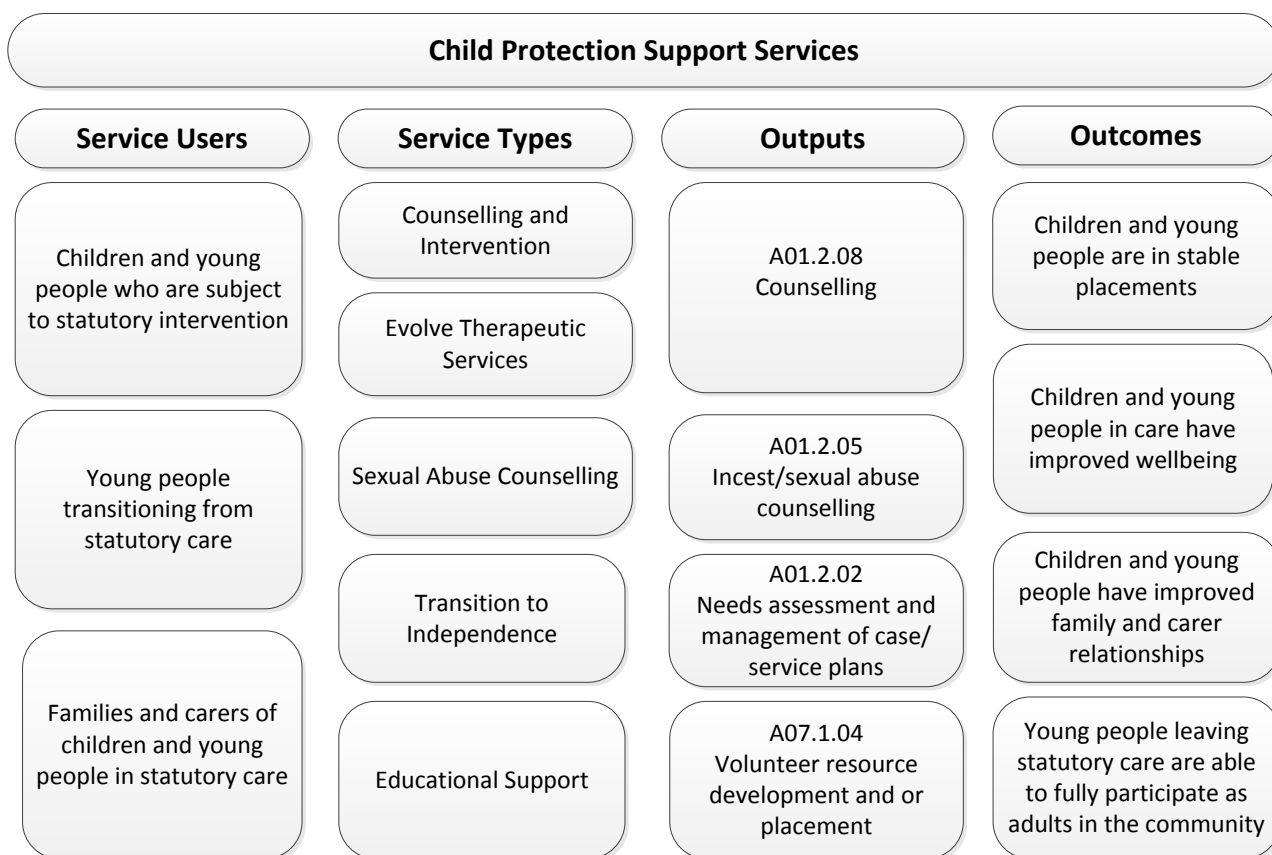 Child Protection Support Services
Service Users
Children and young
people who are subject
to statutory intervention
Young people
transitioning from
statutory care
Families and carers of
children and young
people in statutory care
Service Types
Counselling and
Intervention
Evolve Therapeutic
Services
Sexual Abuse Counselling
Transition to
Independence
Educational Support
Outputs
A01.2.08
Counselling
A01.2.05
Incest/sexual abuse
counselling
A01.2.02
Needs assessment and
management of case/
service plans
A07.1.04
Volunteer resource
development and or
placement
Outcomes
Children and young
people are in stable
placements
Children and young
people in care have
improved wellbeing
Children and young
people have improved
family and carer
relationships
Young people leaving
statutory care are able
to fully participate as
adults in the community